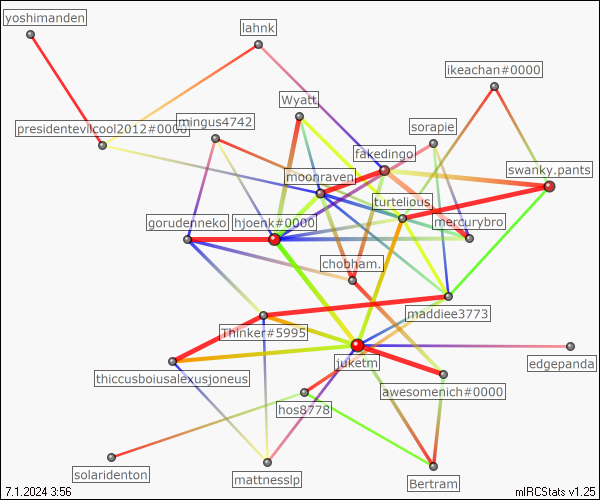 yoshimanden
lahnk
ikeachan#0000
Wyatt
presidentevilcool2012#0000
mingus4742
sorapie
fakedingo
swanky.pants
moonraven
turtelious
gorudenneko
hjoenk#0000
mercurybro
chobham.
maddiee3773
Thinker#5995
juketm
edgepanda
thiccusboiusalexusjoneus
awesomenich#0000
hos8778
solaridenton
mattnesslp
Bertram
7.1.2024 3:56
mIRCStats v1.25